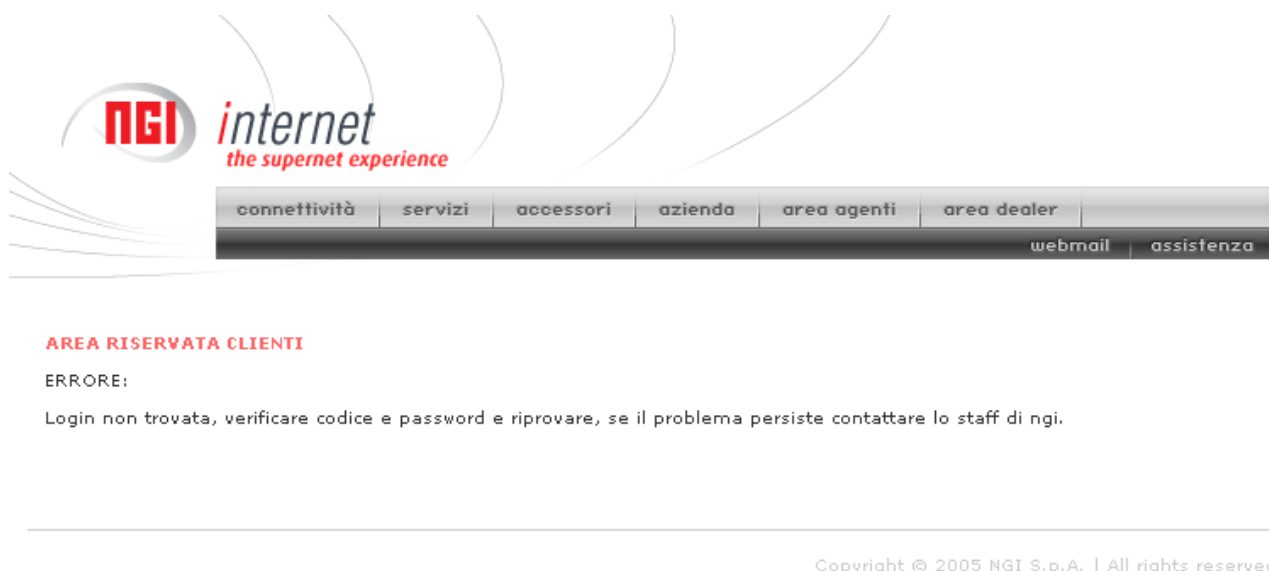 NGI internet
the supernet experience
connettività servizi accessori azienda area agenti area dealer
webmail assistenza
AREA RISERVATA CLIENTI
ERRORE:
Login non trovata, verificare codice e password e riprovare, se il problema persiste contattare lo staff di ngi.
Copyright © 2005 NGI S.p.A. | All rights reserved